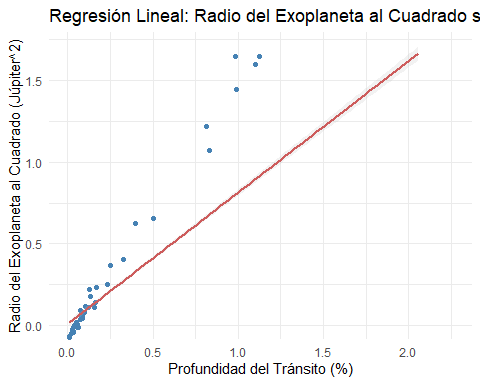 Regresión Lineal: Radio del Exoplaneta al Cuadrado s
Radio del Exoplaneta al Cuadrado (Júpiter^2)
1.5
1.0
0.5
0.0
0.0 0.5 1.0 1.5 2.0
Profundidad del Tránsito (%)